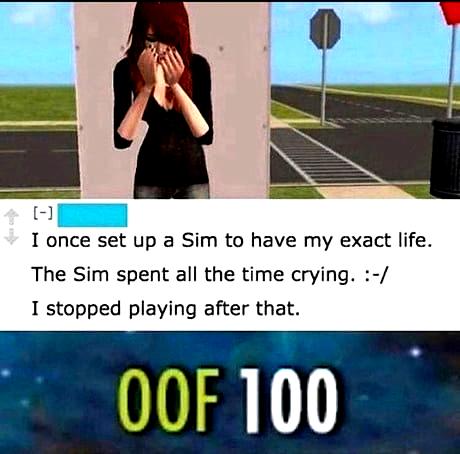 [-]
I once set up a Sim to have my exact life.
The Sim spent all the time crying. :-/
I stopped playing after that.
OOF 100